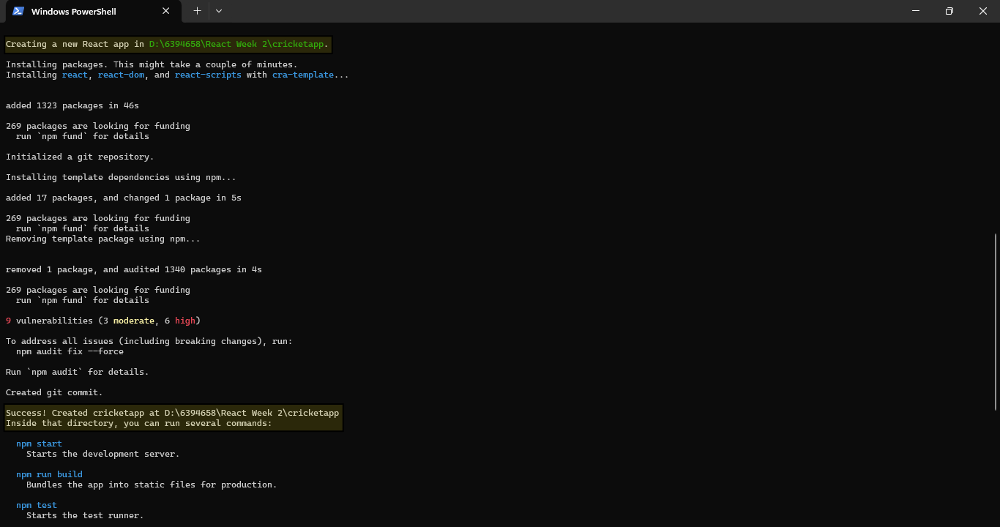 Windows PowerShell
Creating a new React app in D:\6394658\React Week 2\cricketapp.
Installing packages. This might take a couple of minutes.
Installing react, react-dom, and react-scripts with cra-template...
added 1323 packages in 46s
269 packages are looking for funding
run `npm fund` for details
Initialized a git repository.
Installing template dependencies using npm...
added 17 packages, and changed 1 package in 5s
269 packages are looking for funding
run `npm fund` for details
Removing template package using npm...
removed 1 package, and audited 1340 packages in 4s
269 packages are looking for funding
run `npm fund` for details
9 vulnerabilities (3 moderate, 6 high)
To address all issues (including breaking changes), run:
npm audit fix --force
Run `npm audit` for details.
Created git commit.
Success! Created cricketapp at D:\6394658\React Week 2\cricketapp
Inside that directory, you can run several commands:
npm start
Starts the development server.
npm run build
Bundles the app into static files for production.
npm test
Starts the test runner.